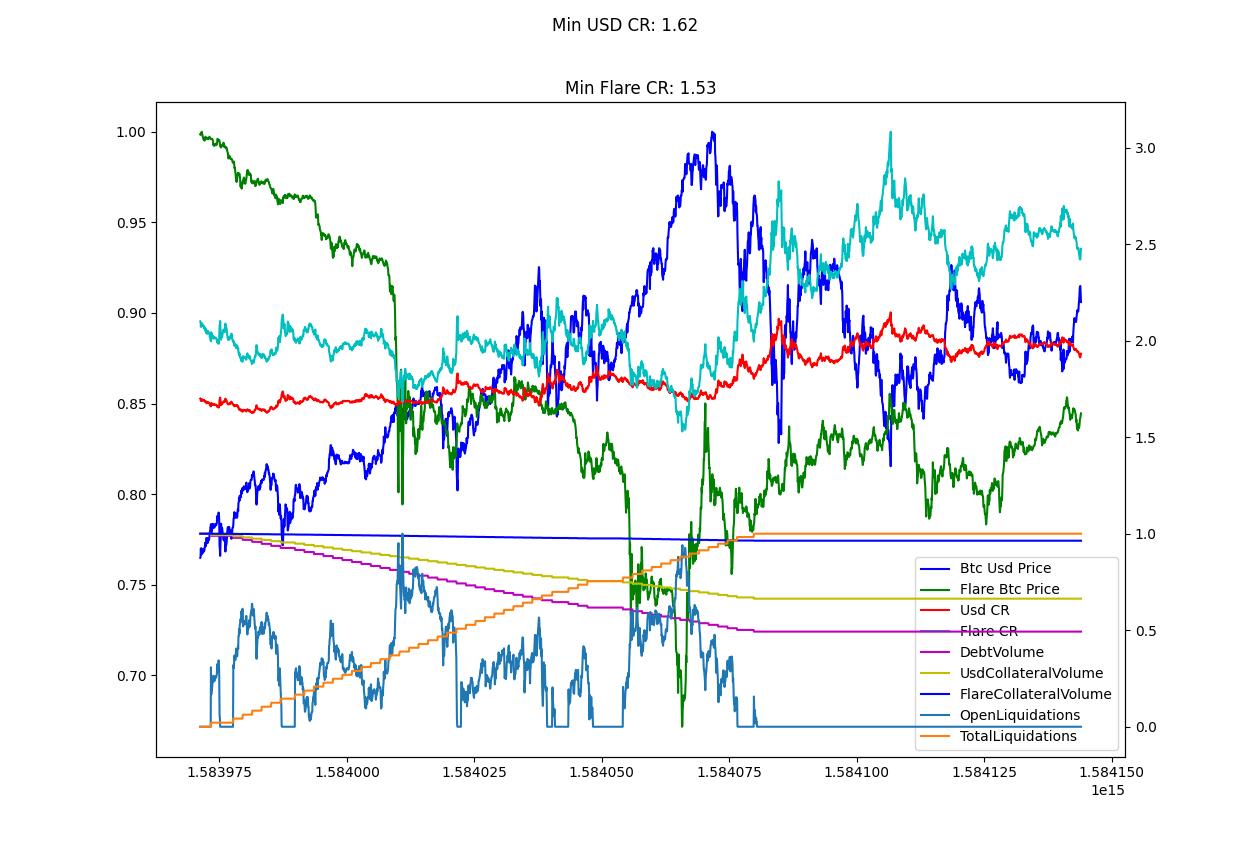 Min USD CR: 1.62
Min Flare CR: 1.53
1.00
0.95
0.90
0.85
0.80
0.75
0.70
3.0
2.5
2.0
1.5
1.0
0.5
0.0
Btc Usd Price
Flare Btc Price
Usd CR
Flare CR
DebtVolume
UsdCollateralVolume
FlareCollateralVolume
OpenLiquidations
TotalLiquidations
1.583975 1.584000 1.584025 1.584050 1.584075 1.584100 1.584125 1.584150
1e15